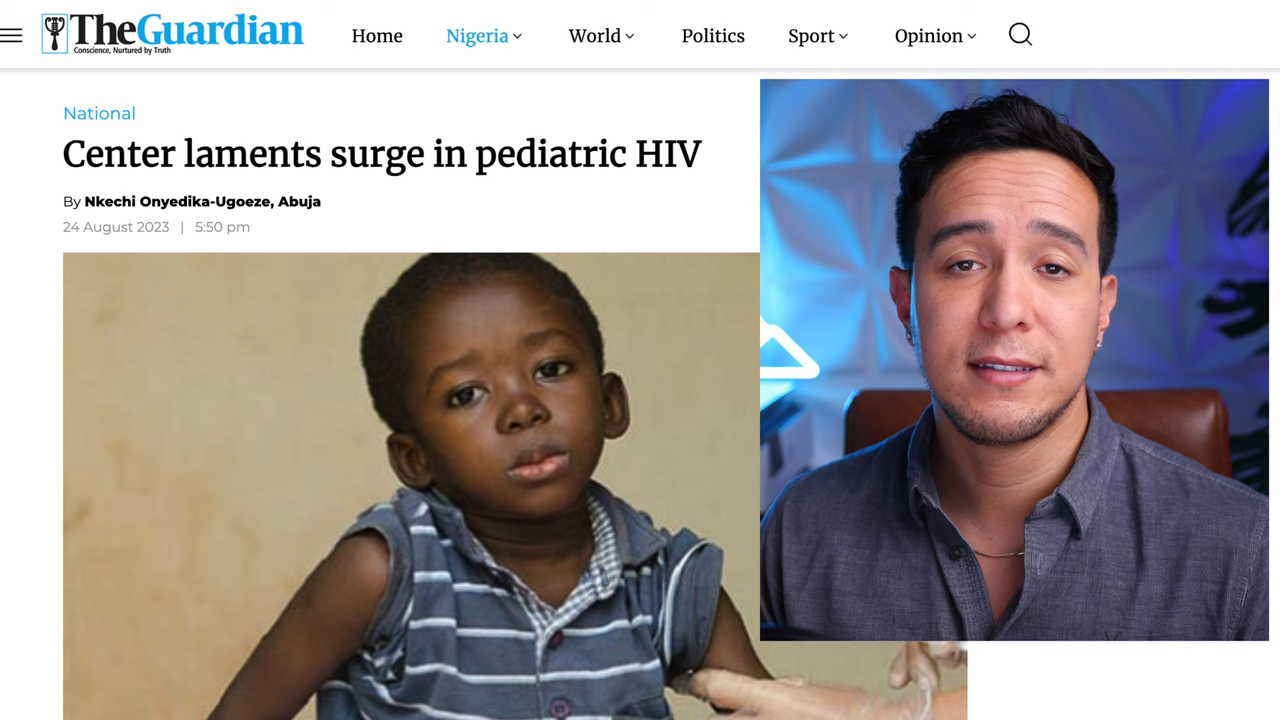 TheGuardian
Conscience, Nurtured by Truth
Home Nigeria World Politics Sport Opinion
National
Center laments surge in pediatric HIV
By Nkechi Onyedika-Ugoeze, Abuja
24 August 2023 | 5:50 pm